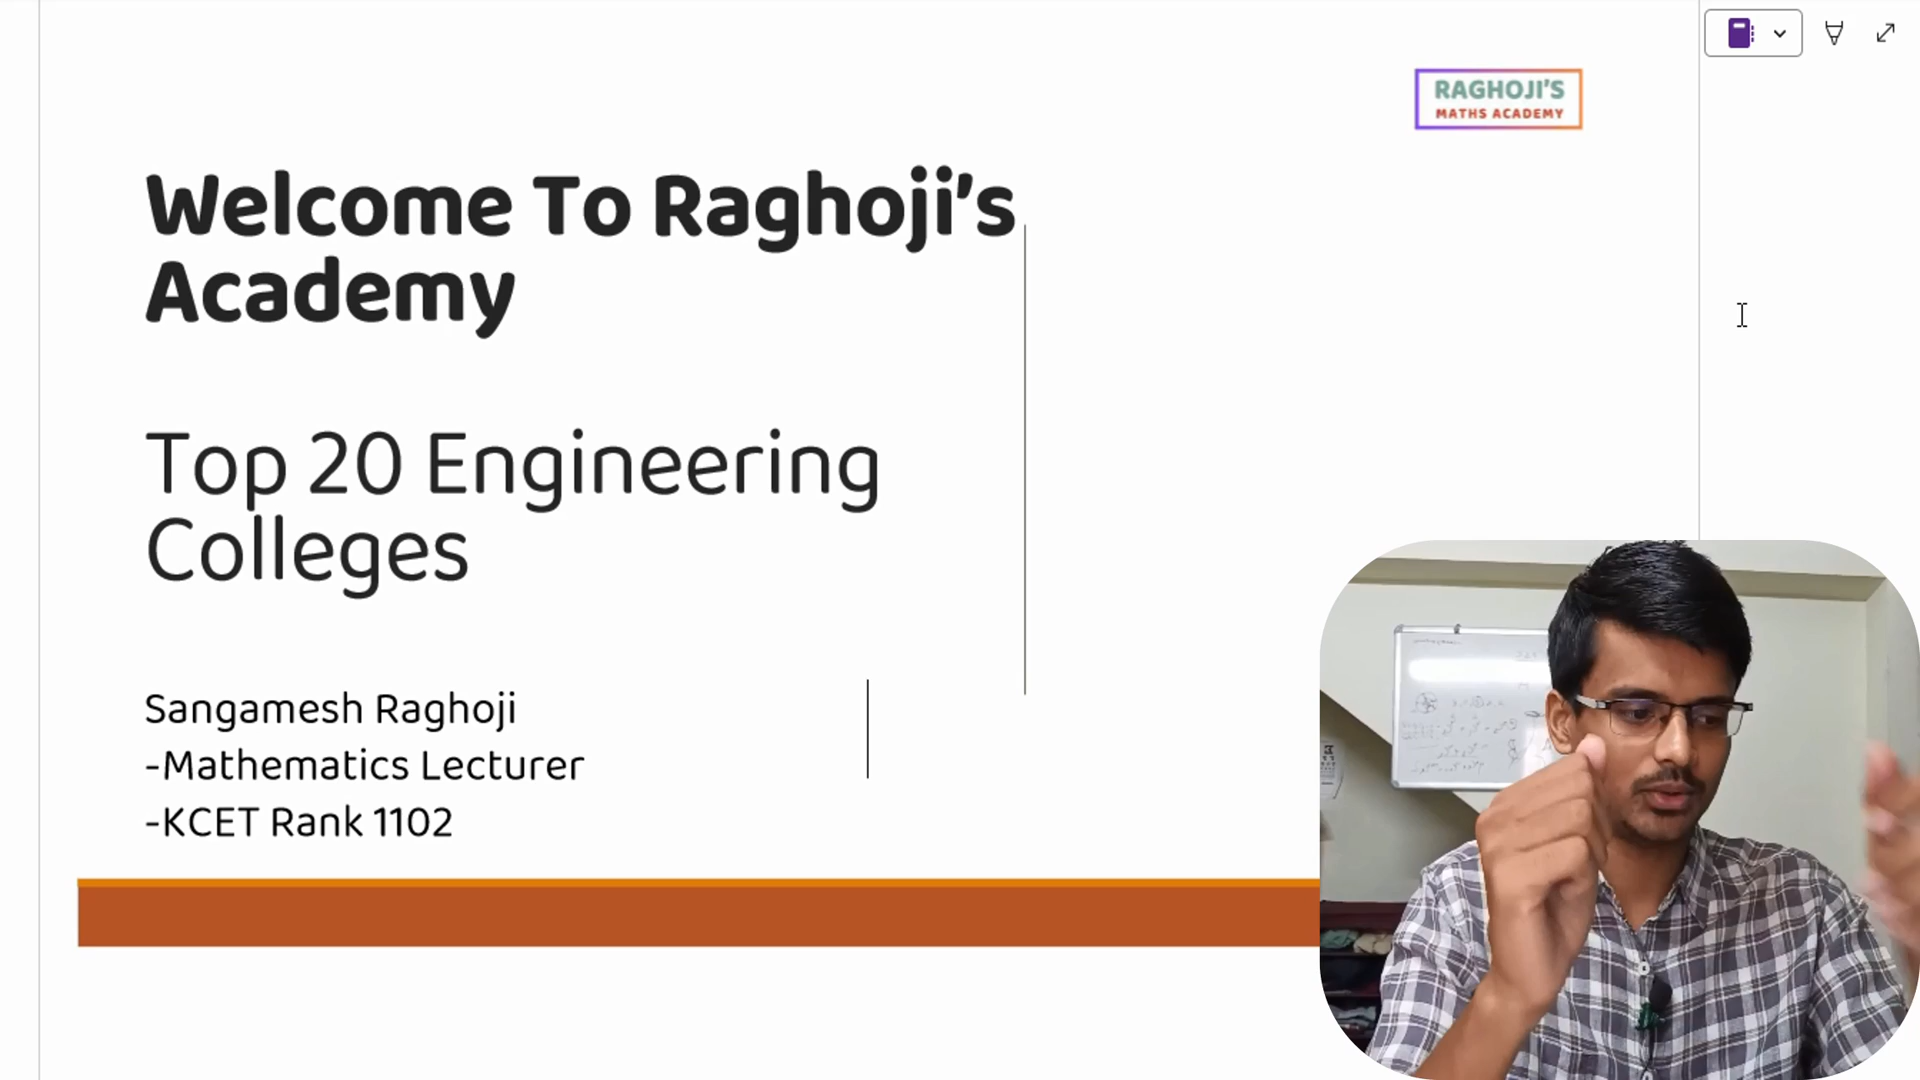 RAGHOJI'S
MATHS ACADEMY
Welcome To Raghoji's
Academy
Top 20 Engineering
Colleges
Sangamesh Raghoji
-Mathematics Lecturer
-KCET Rank 1102